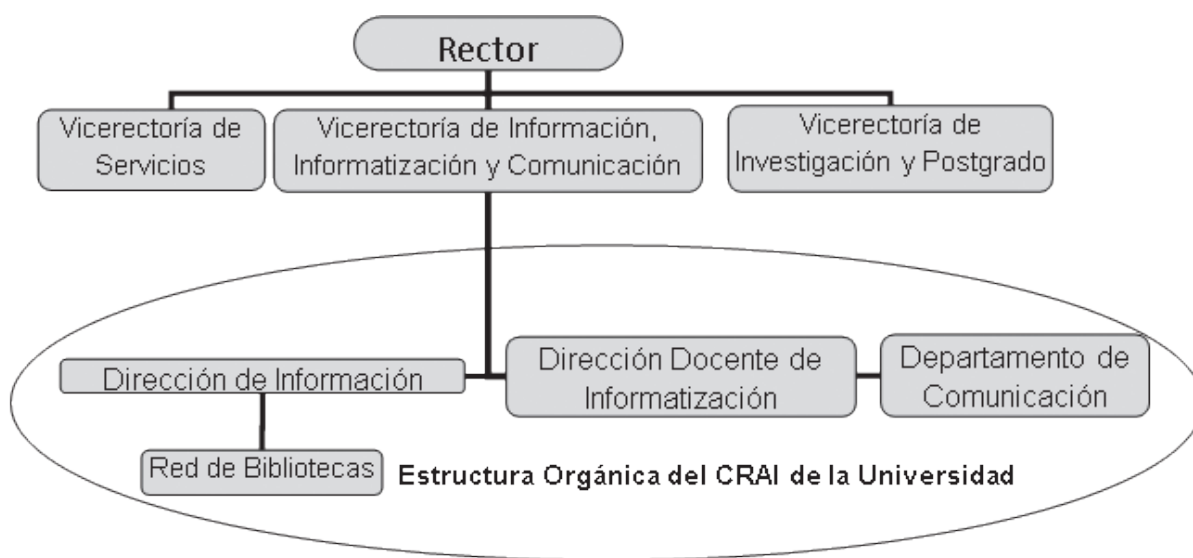 Rector
Vicerectoría de
Servicios
Vicerectoría de Información,
Informatización y Comunicación
Vicerectoría de
Investigación y Postgrado
Dirección de Información
Dirección Docente de
Informatización
Departamento de
Comunicación
Red de Bibliotecas
Estructura Orgánica del CRAI de la Universidad